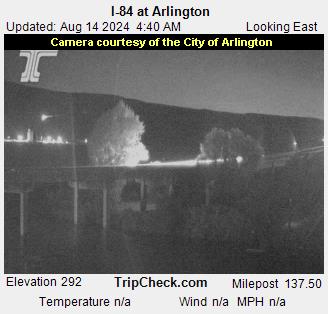 I-84 at Arlington
Updated: Aug 14 2024 4:40 AM Looking East
Camera courtesy of the City of Arlington
Elevation 292 TripCheck.com Milepost 137.50
Temperature n/a Wind n/a MPH n/a